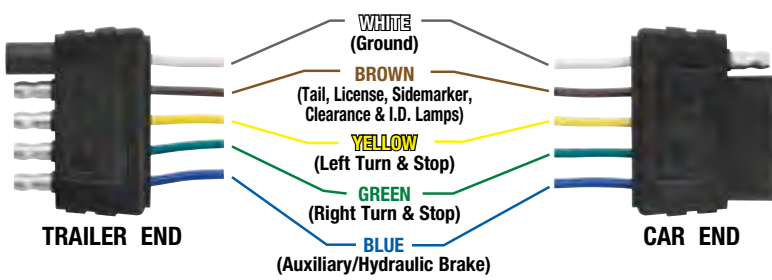 WHITE
(Ground)
BROWN
(Tail, License, Sidemarker,
Clearance & I.D. Lamps)
YELLOW
(Left Turn & Stop)
GREEN
(Right Turn & Stop)
BLUE
(Auxiliary/Hydraulic Brake)
TRAILER END
CAR END